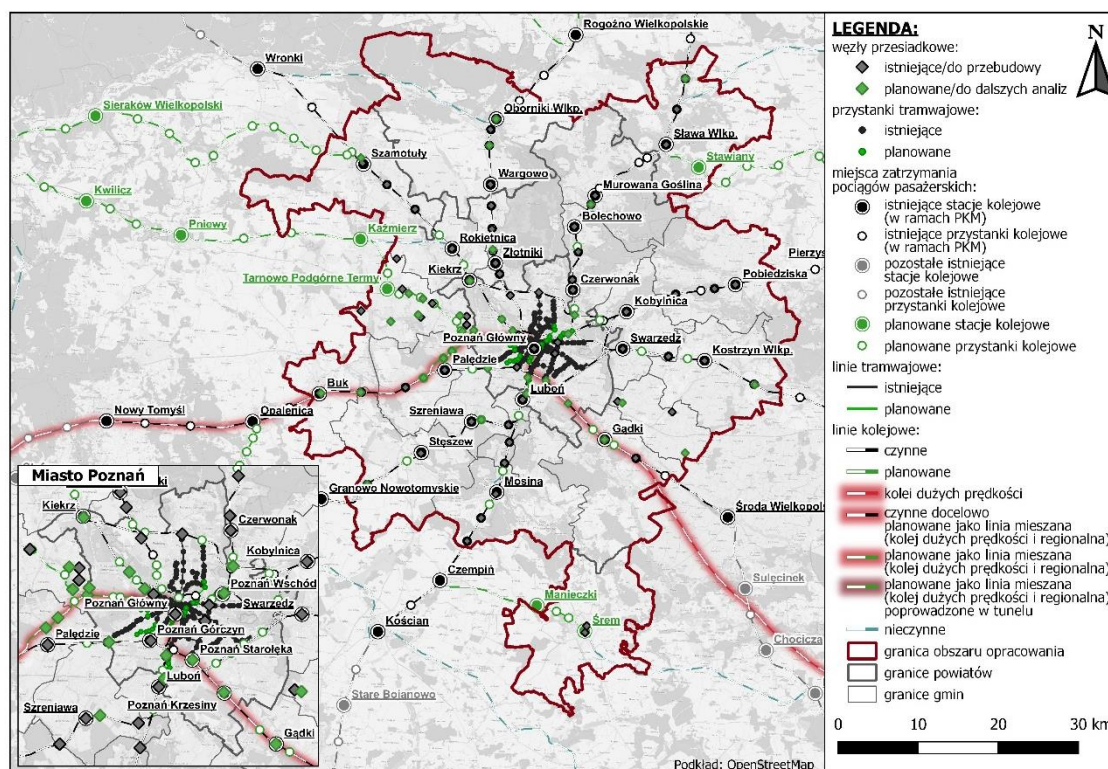 Rogoźno Wielkopolskie
Wronki
Sieraków Wielkopolski
Oborniki Wlkp.
Sława Wlkp.
Szamotuły
Stawiany
Kwilicz
Wargowo
Murowana Goślina
Pniewy
Kaźmierz
Bolechowo
Rokietnica
Złotniki
Pierzys
Tarnowo Podgórne Termy
Kiekrz
Czerwonak
Pobiedziska
Kobylnica
Poznań Główny
Swarzędz
Palędzie
Kostrzyn Wlkp.
Buk
Luboń
Nowy Tomyśl
Opalenica
Szreniawa
Gądki
Stęszew
Granowo Nowotomyskie
Mosina
Środa Wielkopols
Czempiń
Sulęcinek
Manieczki
Kościan
Śrem
Chocicza
Stare Bojanowo
Podkład: OpenStreetMap
Miasto Poznań
Kiekrz
Czerwonak
Kobylnica
Poznań Wschód
Poznań Główny
Swarzędz
Palędzie
Poznań Górczyn
Poznań Starołęka
Luboń
Poznań Krzesiny
Szreniawa
Gądki
LEGENDA:
N
węzły przesiadkowe:
istniejące/do przebudowy
planowane/do dalszych analiz
przystanki tramwajowe:
istniejące
planowane
miejsca zatrzymania
pociągów pasażerskich:
istniejące stacje kolejowe
(w ramach PKM)
istniejące przystanki kolejowe
(w ramach PKM)
pozostałe istniejące
stacje kolejowe
pozostałe istniejące
przystanki kolejowe
planowane stacje kolejowe
planowane przystanki kolejowe
linie tramwajowe:
istniejące
planowane
linie kolejowe:
czynne
planowane
kolei dużych prędkości
czynne docelowo
planowane jako linia mieszana
(kolej dużych prędkości i regionalna)
planowane jako linia mieszana
(kolej dużych prędkości i regionalna)
planowane jako linia mieszana
(kolej dużych prędkości i regionalna)
poprowadzone w tunelu
nieczynne
granica obszaru opracowania
granice powiatów
granice gmin
0 10 20 30 km